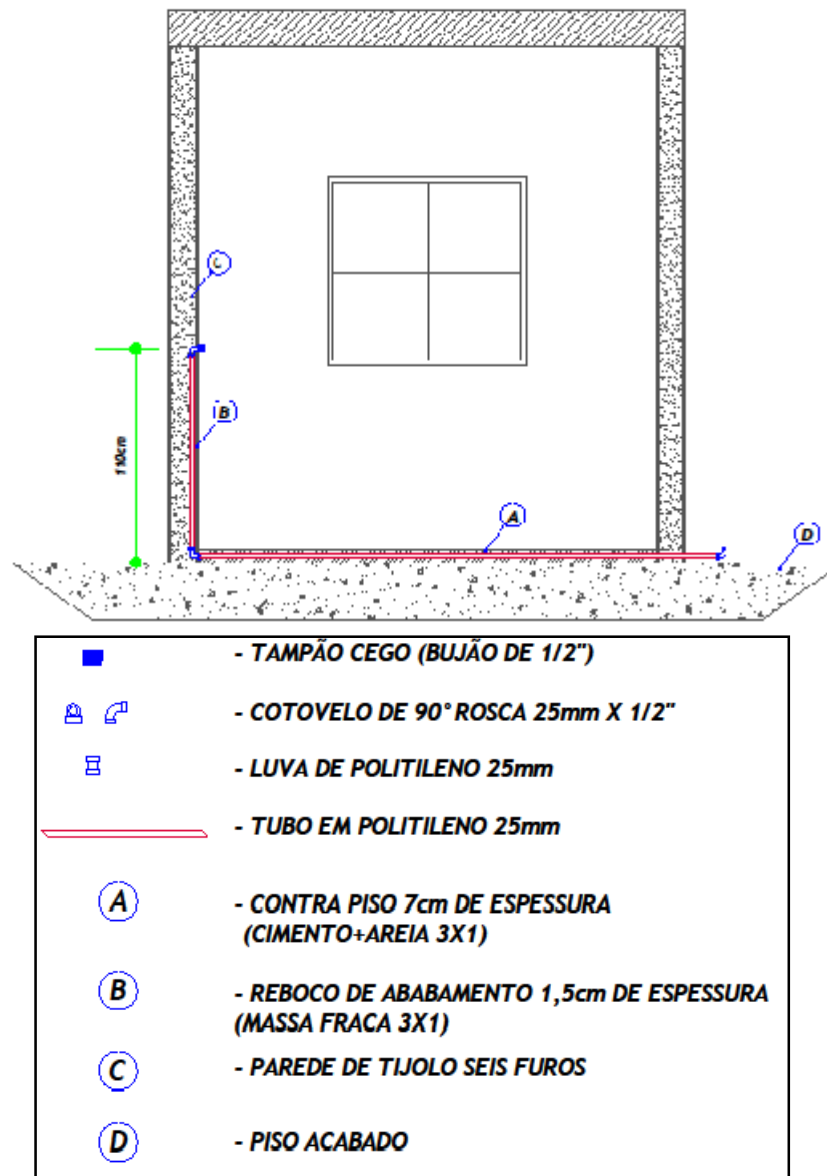 C
B
110cm
A
D
- TAMPÃO CEGO (BUJÃO DE 1/2")
- COTOVELO DE 90° ROSCA 25mm X 1/2"
- LUVA DE POLITILENO 25mm
- TUBO EM POLITILENO 25mm
A
- CONTRA PISO 7cm DE ESPESSURA
(CIMENTO+AREIA 3X1)
B
- REBOCO DE ABABAMENTO 1,5cm DE ESPESSURA
(MASSA FRACA 3X1)
C
- PAREDE DE TIJOLO SEIS FUROS
D
- PISO ACABADO